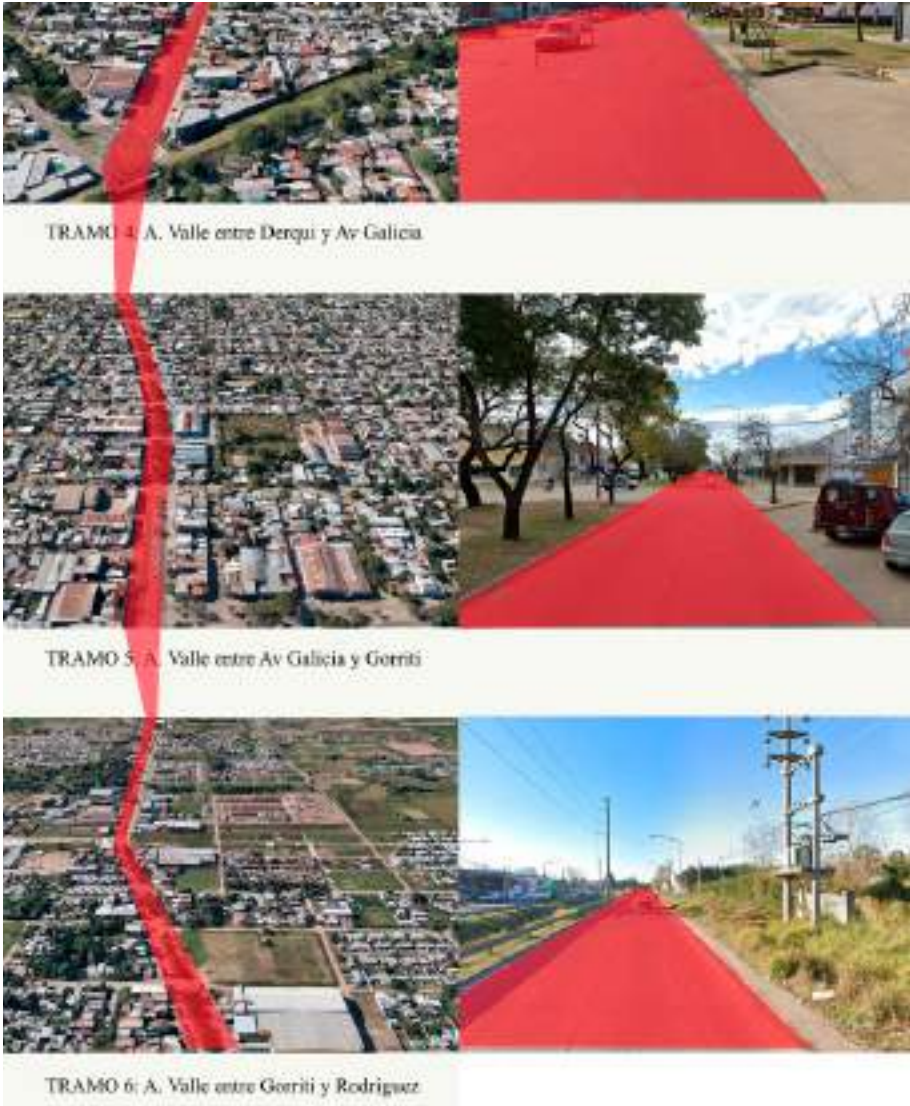 TRAMO 4: A. Valle entre Derqui y Av Galicia
TRAMO 5: A. Valle entre Av Galicia y Gorriti
TRAMO 6: A. Valle entre Gorriti y Rodriguez